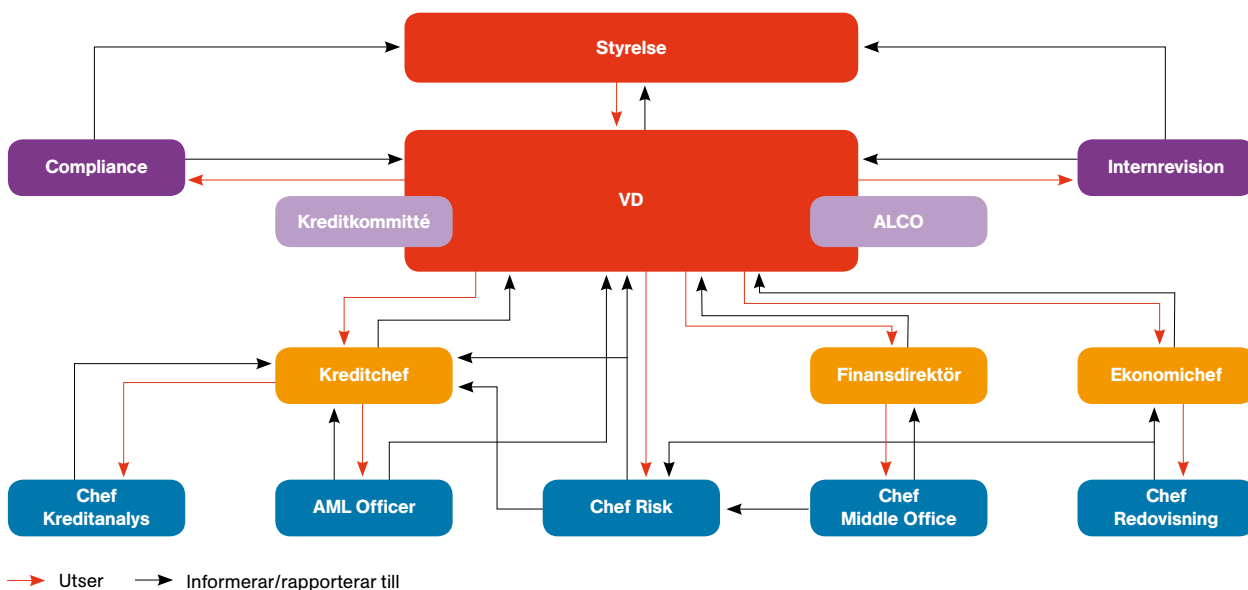 Styrelse
Compliance
VD
Internrevision
Kreditkommitté
ALCO
Kreditchef
Finansdirektör
Ekonomichef
Chef
Kreditanalys
AML Officer
Chef Risk
Chef
Middle Office
Chef
Redovisning
Utser
Informerar/rapporterar till